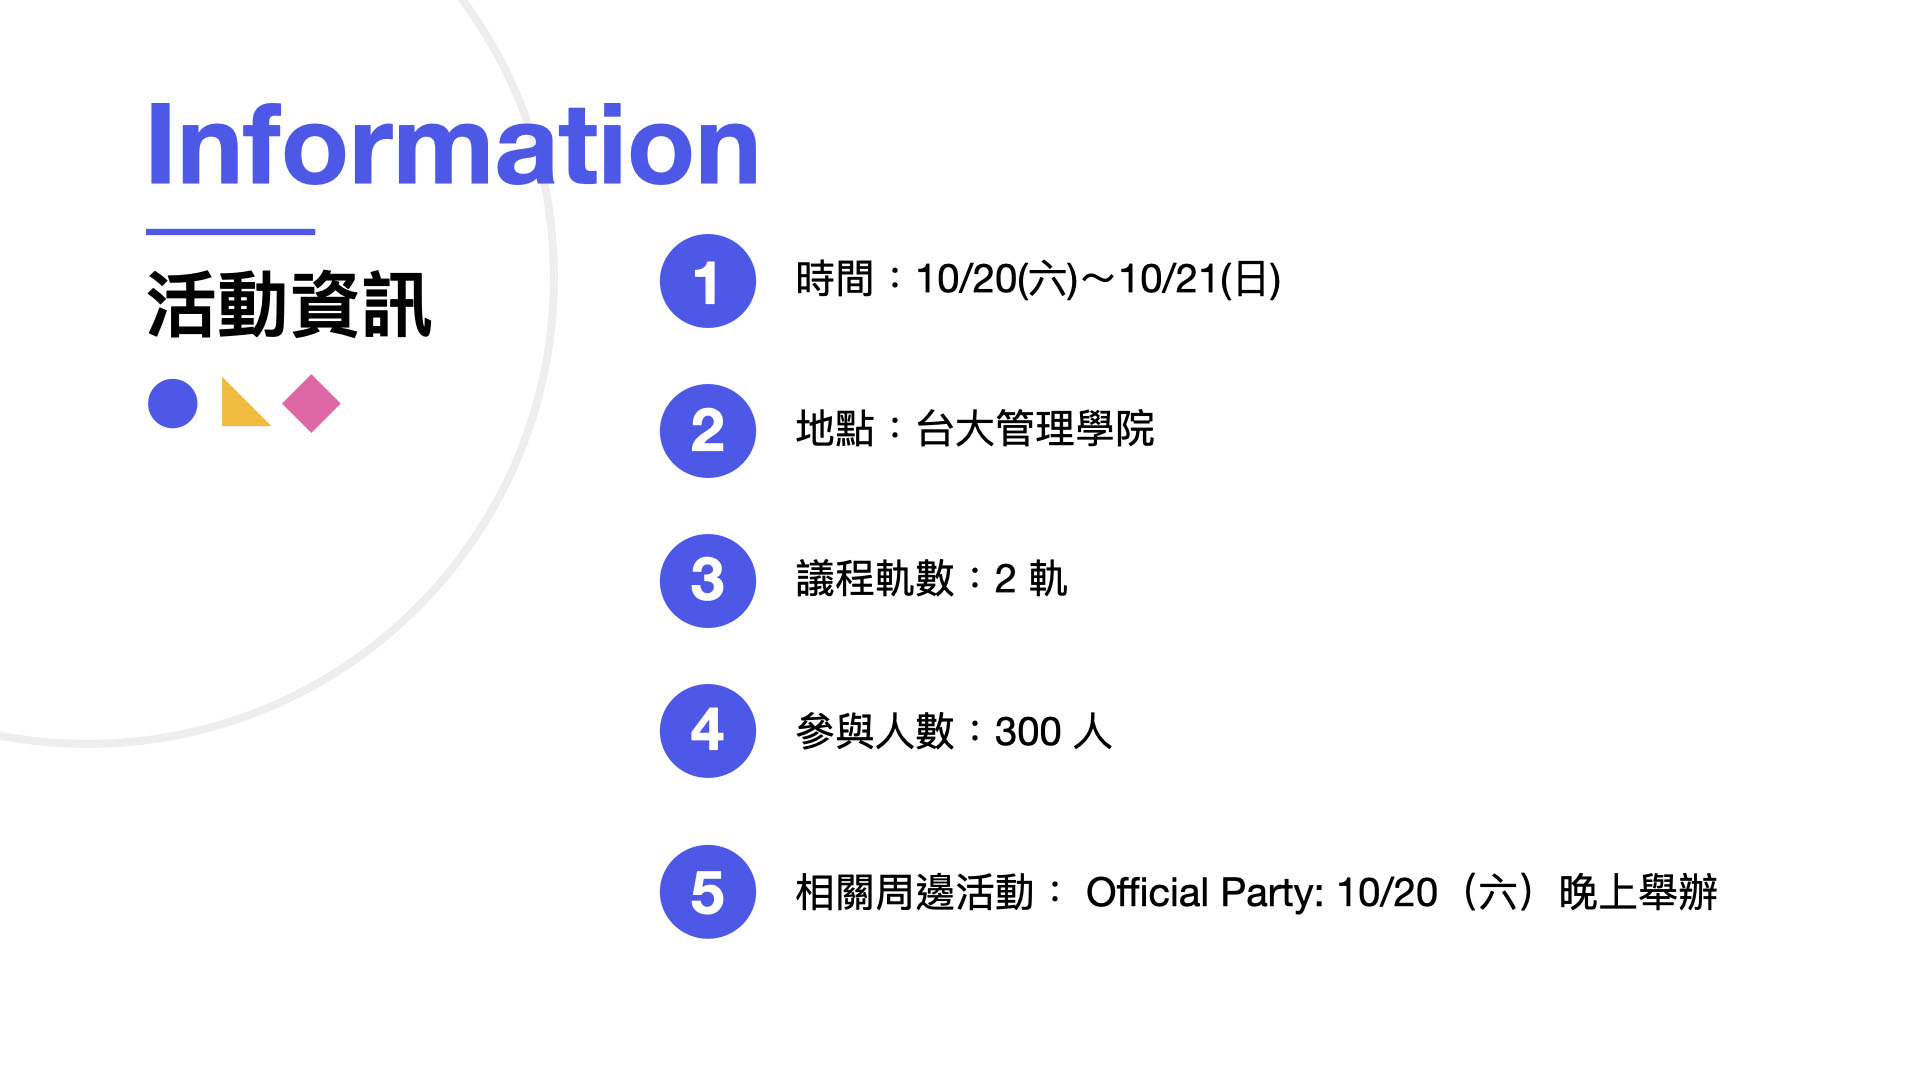 Information
活動資訊
1 時間：10/20(六)～10/21(日)
2 地點：台大管理學院
3 議程軌數：2 軌
4 參與人數：300 人
5 相關周邊活動： Official Party: 10/20（六）晚上舉辦